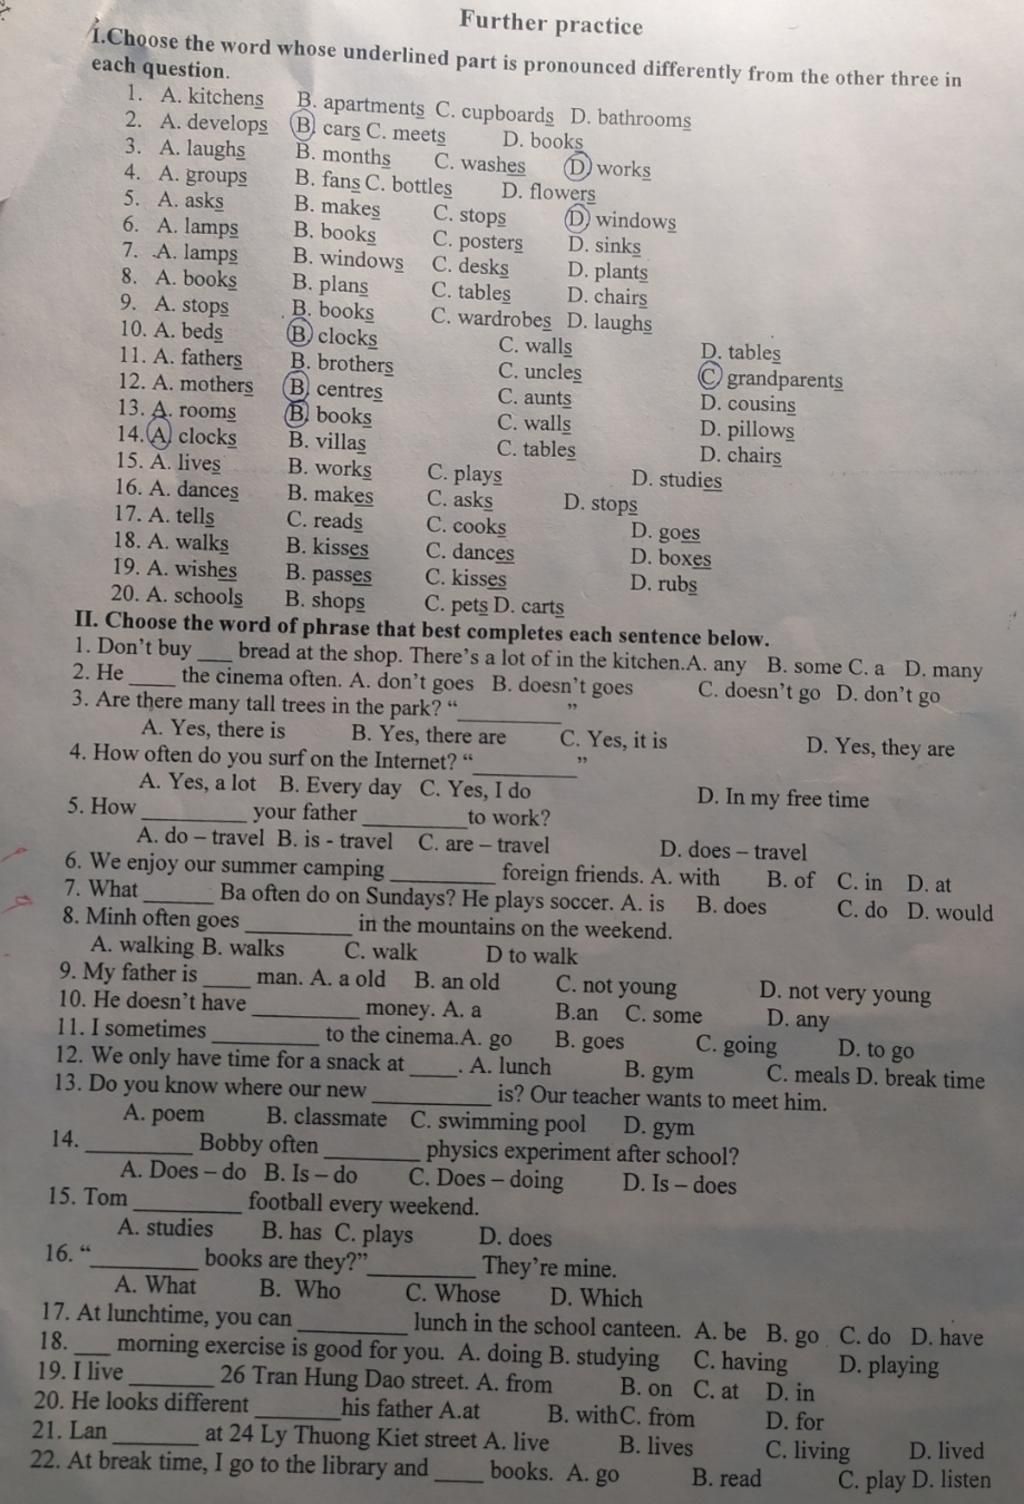 Further practice
I.Choose the word whose underlined part is pronounced differently from the other three in
each question.
1. A. kitchens B. apartments C. cupboards D. bathrooms
2. A. develops B. cars C. meets D. books
3. A. laughs B. months C. washes D. works
4. A. groups B. fans C. bottles D. flowers
5. A. asks B. makes C. stops D. windows
6. A. lamps B. books C. posters D. sinks
7. A. lamps B. windows C. desks D. plants
8. A. books B. plans C. tables D. chairs
9. A. stops B. books C. wardrobes D. laughs
10. A. beds B. clocks C. walls D. tables
11. A. fathers B. brothers C. uncles C grandparents
12. A. mothers B. centres C. aunts D. cousins
13. A. rooms B. books C. walls D. pillows
14. A. clocks B. villas C. tables D. chairs
15. A. lives B. works C. plays D. studies
16. A. dances B. makes C. asks D. stops
17. A. tells C. reads C. cooks D. goes
18. A. walks B. kisses C. dances D. boxes
19. A. wishes B. passes C. kisses D. rubs
20. A. schools B. shops C. pets D. carts
II. Choose the word of phrase that best completes each sentence below.
1. Don't buy ___ bread at the shop. There's a lot of in the kitchen.A. any B. some C. a D. many
2. He ____ the cinema often. A. don't goes B. doesn't goes C. doesn't go D. don't go
3. Are there many tall trees in the park? “__________”
A. Yes, there is B. Yes, there are C. Yes, it is D. Yes, they are
4. How often do you surf on the Internet? “__________”
A. Yes, a lot B. Every day C. Yes, I do D. In my free time
5. How __________ your father __________to work?
A. do – travel B. is - travel C. are – travel D. does – travel
6. We enjoy our summer camping __________ foreign friends. A. with B. of C. in D. at
7. What _______ Ba often do on Sundays? He plays soccer. A. is B. does C. do D. would
8. Minh often goes __________ in the mountains on the weekend.
A. walking B. walks C. walk D to walk
9. My father is ____ man. A. a old B. an old C. not young D. not very young
10. He doesn't have __________ money. A. a B.an C. some D. any
11. I sometimes __________ to the cinema.A. go B. goes C. going D. to go
12. We only have time for a snack at ____. A. lunch B. gym C. meals D. break time
13. Do you know where our new ___________ is? Our teacher wants to meet him.
A. poem B. classmate C. swimming pool D. gym
14. __________ Bobby often _________ physics experiment after school?
A. Does – do B. Is – do C. Does – doing D. Is – does
15. Tom __________ football every weekend.
A. studies B. has C. plays D. does
16. “__________ books are they?”__________ They're mine.
A. What B. Who C. Whose D. Which
17. At lunchtime, you can __________ lunch in the school canteen. A. be B. go C. do D. have
18. ___ morning exercise is good for you. A. doing B. studying C. having D. playing
19. I live ________ 26 Tran Hung Dao street. A. from B. on C. at D. in
20. He looks different ________his father A.at B. withC. from D. for
21. Lan ________ at 24 Ly Thuong Kiet street A. live B. lives C. living D. lived
22. At break time, I go to the library and ____ books. A. go B. read C. play D. listen